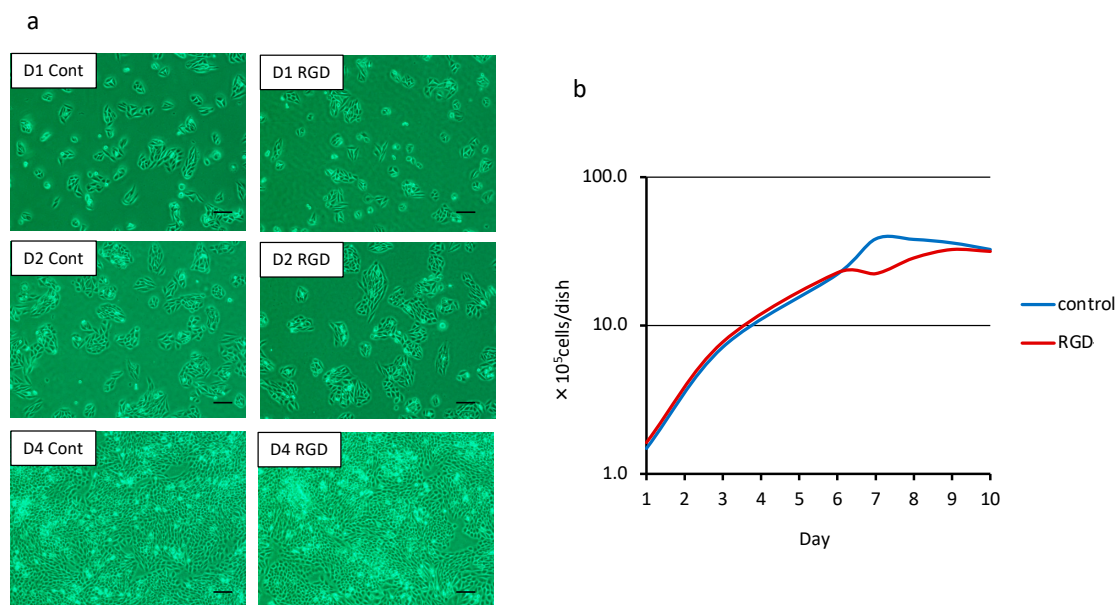 a
D1 Cont
D1 RGD
D2 Cont
D2 RGD
D4 Cont
D4 RGD
b
100.0
10.0
1.0
×10⁵cells/dish
1 2 3 4 5 6 7 8 9 10
Day
control
RGD